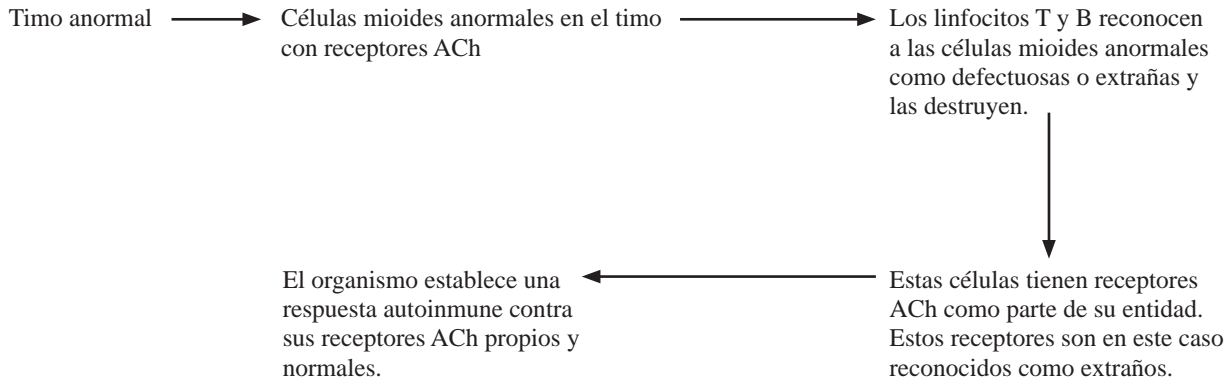 Timo anormal
Células mioides anormales en el timo
con receptores ACh
Los linfocitos T y B reconocen
a las células mioides anormales
como defectuosas o extrañas y
las destruyen.
Estas células tienen receptores
ACh como parte de su entidad.
Estos receptores son en este caso
reconocidos como extraños.
El organismo establece una
respuesta autoinmune contra
sus receptores ACh propios y
normales.